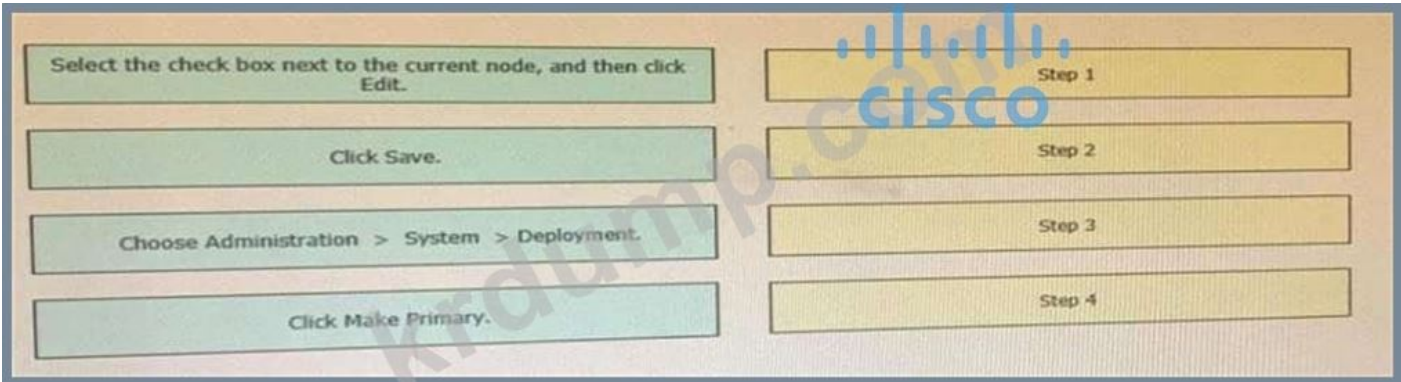 Select the check box next to the current node, and then click
Edit.
Click Save.
Choose Administration > System > Deployment.
Click Make Primary.
CISCO
Step 1
Step 2
Step 3
Step 4
krdump.com